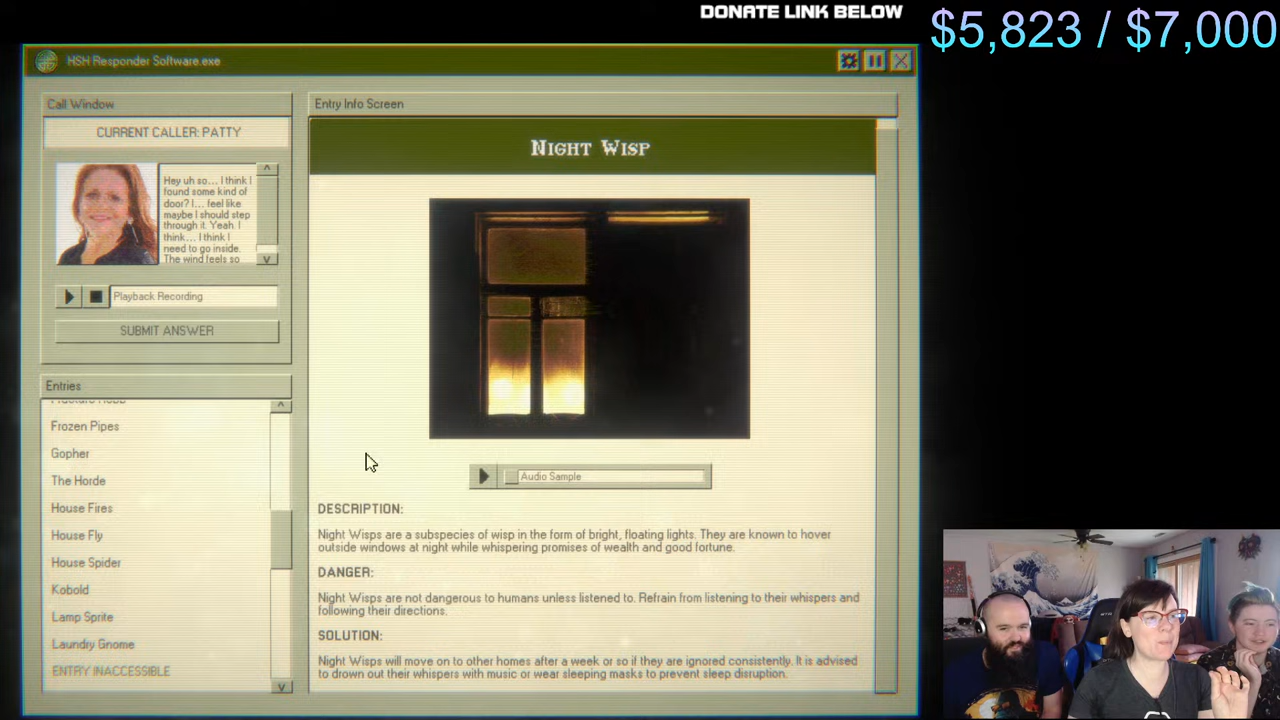 DONATE LINK BELOW
$5,823 / $7,000
HSH Responder Software.exe
Call Window
CURRENT CALLER: PATTY
Hey uh so... I think I
found some kind of
door? I... feel like
maybe I should step
through it. Yeah. I
think... I think I
need to go inside.
The wind feels so
Playback Recording
SUBMIT ANSWER
Entries
Frozen Pipes
Gopher
The Horde
House Fires
House Fly
House Spider
Kobold
Lamp Sprite
Laundry Gnome
ENTRY INACCESSIBLE
Entry Info Screen
NIGHT WISP
Audio Sample
DESCRIPTION:
Night Wisps are a subspecies of wisp in the form of bright, floating lights. They are known to hover
outside windows at night while whispering promises of wealth and good fortune.
DANGER:
Night Wisps are not dangerous to humans unless listened to. Refrain from listening to their whispers and
following their directions.
SOLUTION:
Night Wisps will move on to other homes after a week or so if they are ignored consistently. It is advised
to drown out their whispers with music or wear sleeping masks to prevent sleep disruption.